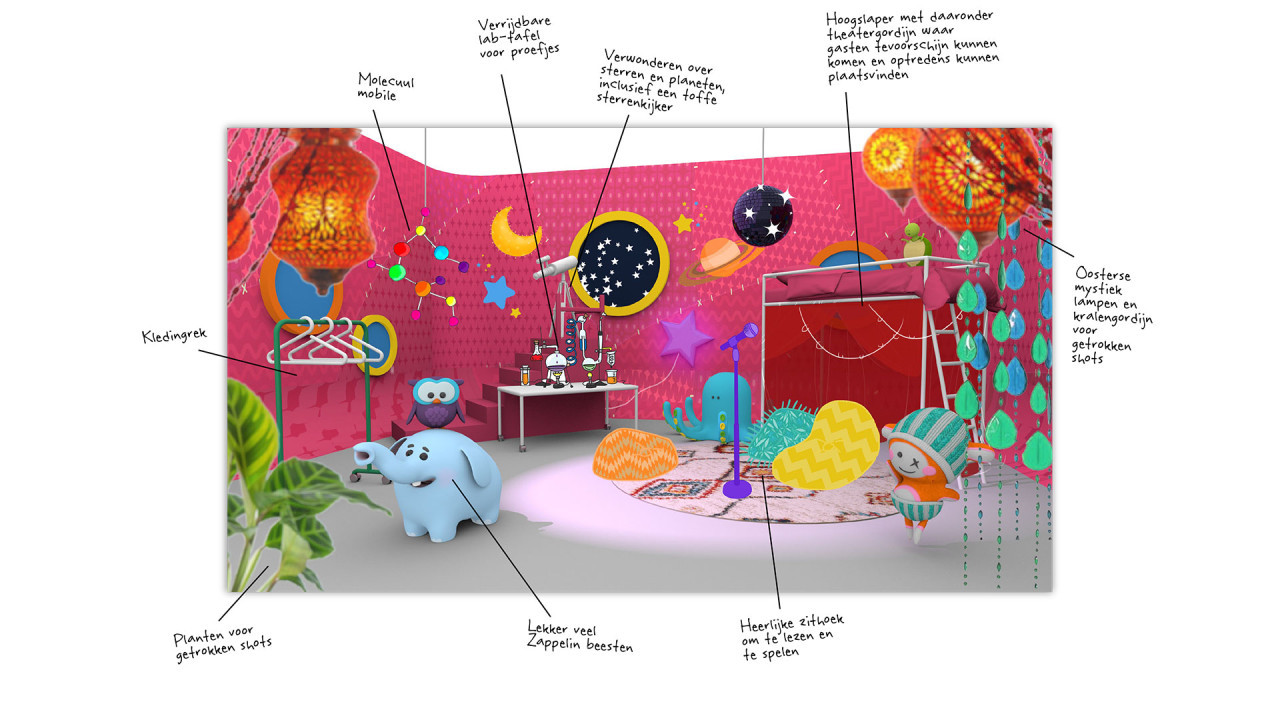 Hoogslaper met daaronder
theatergordijn waar
gasten tevoorschijn kunnen
komen en optredens kunnen
plaatsvinden
Verrijdbare
lab-tafel
voor proefjes
Verwonderen over
sterren en planeten,
inclusief een toffe
sterrenkijker
Molecuul
mobile
Oosterse
mystiek
lampen en
kralengordijn
voor
getrokken
shots
Kledingrek
Planten voor
getrokken shots
Lekker veel
Zappelin beesten
Heerlijke zithoek
om te lezen en
te spelen